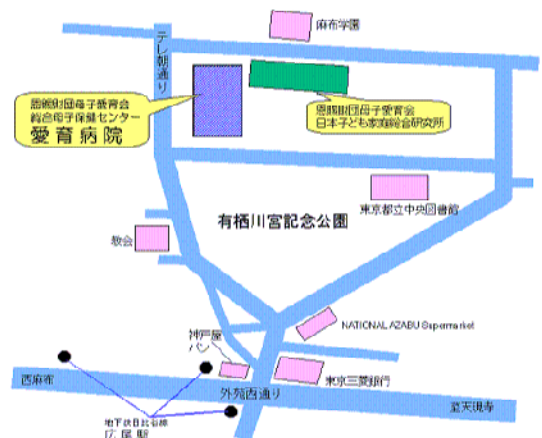 麻布学園
テレ朝通り
恩賜財団母子愛育会
総合母子保健センター
愛育病院
恩賜財団母子愛育会
日本子ども家庭総合研究所
東京都立中央図書館
有栖川宮記念公園
教会
NATIONAL AZABU Supermarket
神戸屋
パン
東京三菱銀行
西麻布
外苑西通り
至天現寺
地下鉄日比谷線
広尾駅